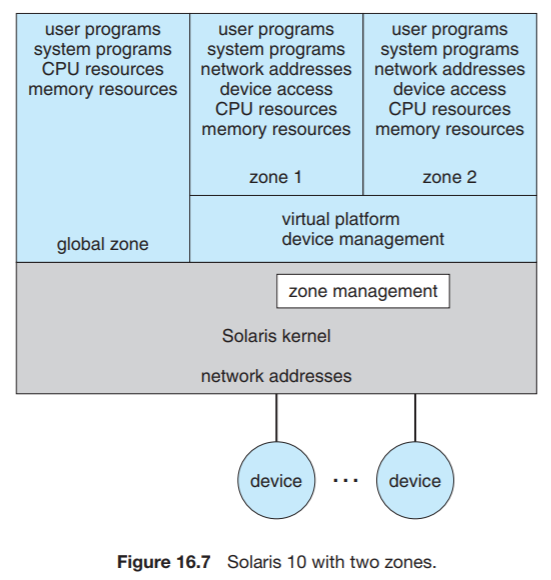 user programs
system programs
CPU resources
memory resources
global zone
user programs
system programs
network addresses
device access
CPU resources
memory resources
zone 1
user programs
system programs
network addresses
device access
CPU resources
memory resources
zone 2
virtual platform
device management
zone management
Solaris kernel
network addresses
device
...
device
Figure 16.7 Solaris 10 with two zones.